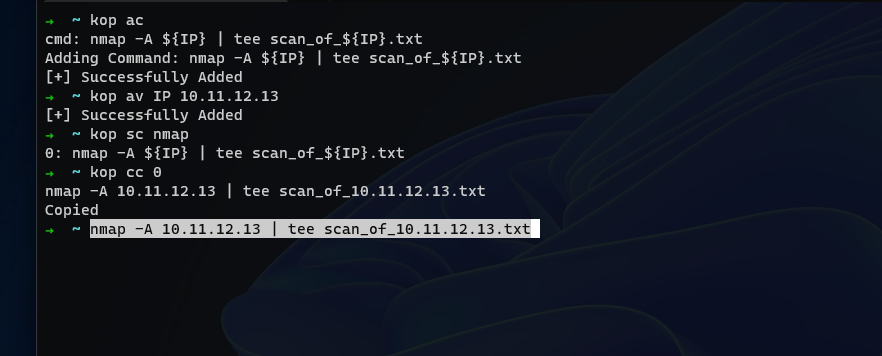 → ~ kop ac
cmd: nmap -A ${IP} | tee scan_of_${IP}.txt
Adding Command: nmap -A ${IP} | tee scan_of_${IP}.txt
[+] Successfully Added
→ ~ kop av IP 10.11.12.13
[+] Successfully Added
→ ~ kop sc nmap
0: nmap -A ${IP} | tee scan_of_${IP}.txt
→ ~ kop cc 0
nmap -A 10.11.12.13 | tee scan_of_10.11.12.13.txt
Copied
→ ~ nmap -A 10.11.12.13 | tee scan_of_10.11.12.13.txt